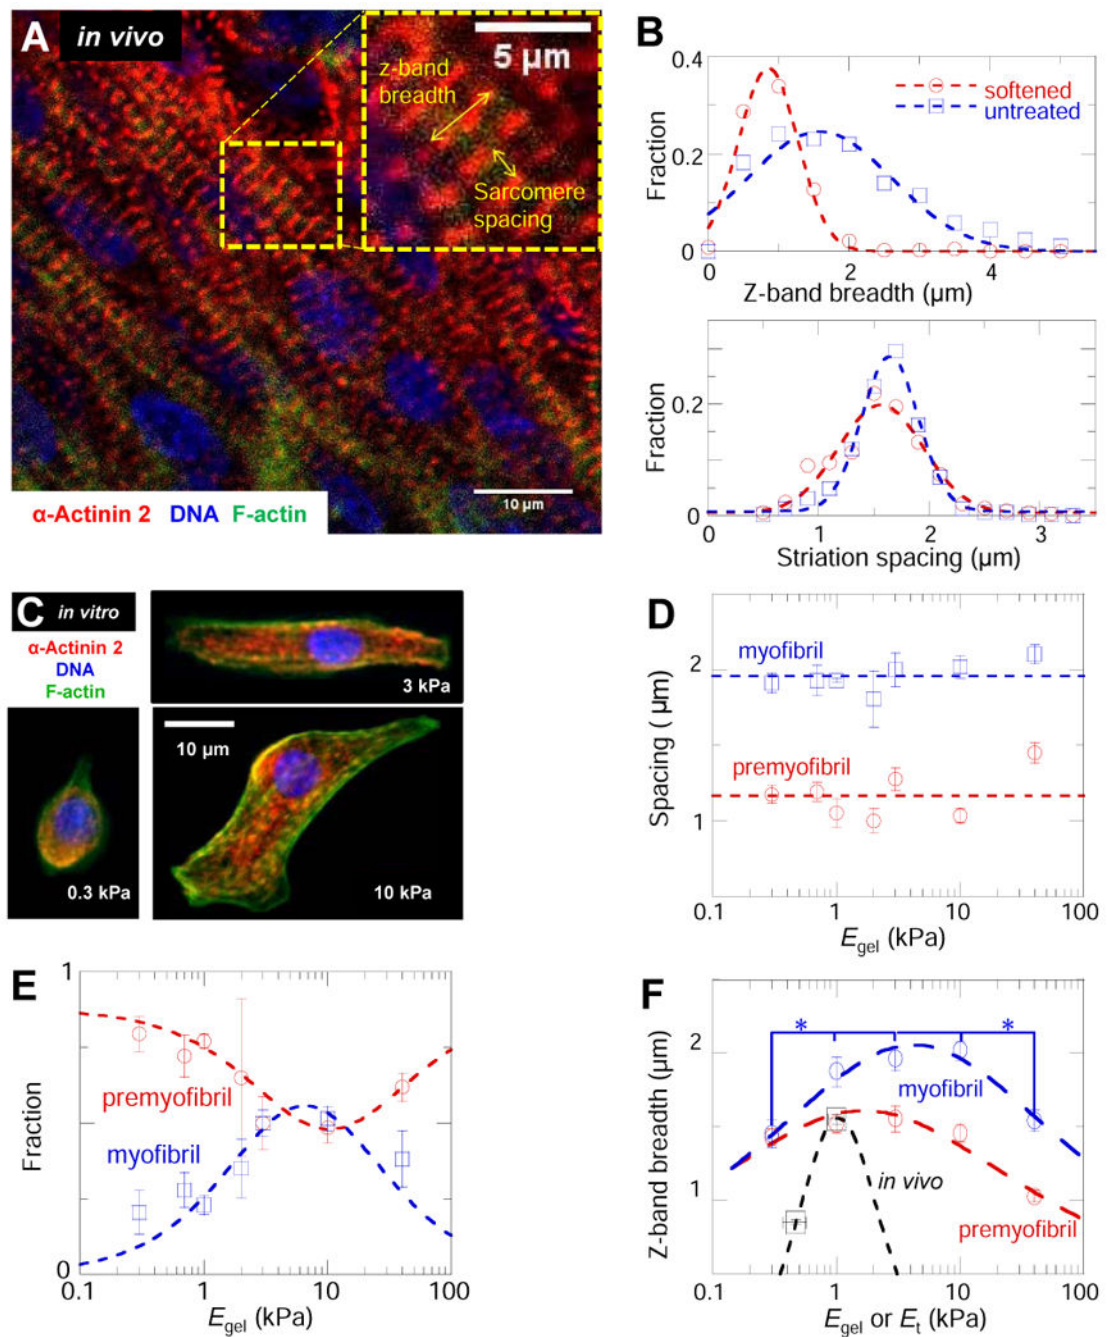 A in vivo
5 µm
z-band
breadth
Sarcomere
spacing
10 µm
α-Actinin 2 DNA F-actin
B
0.4
0.2
0
Fraction
softened
untreated
0 2 4
Z-band breadth (µm)
0.2
0
Fraction
0 1 2 3
Striation spacing (µm)
C in vitro
α-Actinin 2
DNA
F-actin
3 kPa
0.3 kPa
10 µm
10 kPa
D
2
1
Spacing ( µm)
myofibril
premyofibril
0.1 1 10 100
Egel (kPa)
E
1
0
Fraction
premyofibril
myofibril
0.1 1 10 100
Egel (kPa)
F
2
1
Z-band breadth (µm)
* *
myofibril
in vivo
premyofibril
0.1 1 10 100
Egel or Et (kPa)